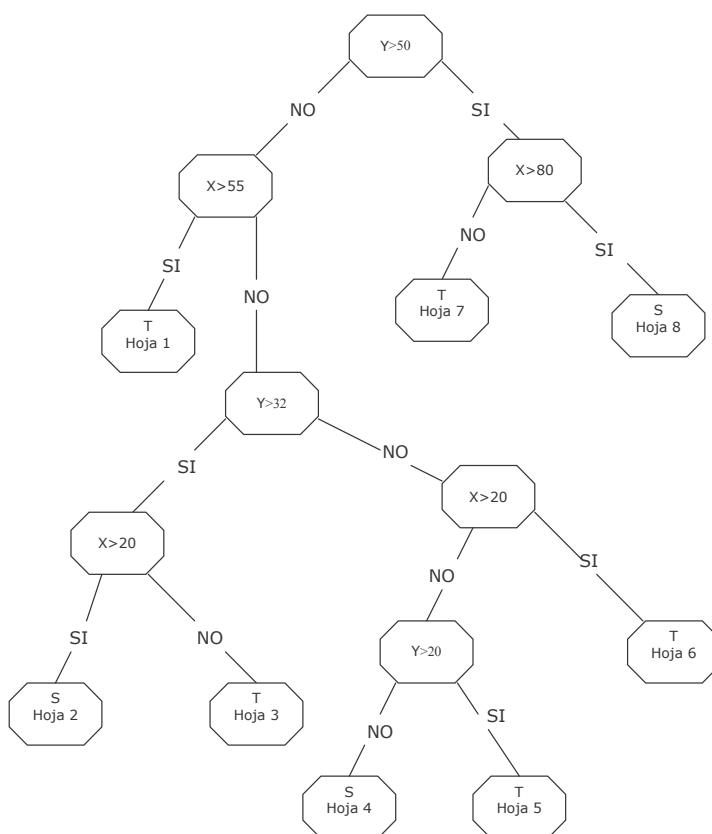 Y>50
NO
SI
X>55
X>80
SI
NO
NO
SI
T
Hoja 1
T
Hoja 7
S
Hoja 8
Y>32
SI
NO
X>20
X>20
SI
NO
NO
SI
Y>20
T
Hoja 6
S
Hoja 2
T
Hoja 3
NO
SI
S
Hoja 4
T
Hoja 5